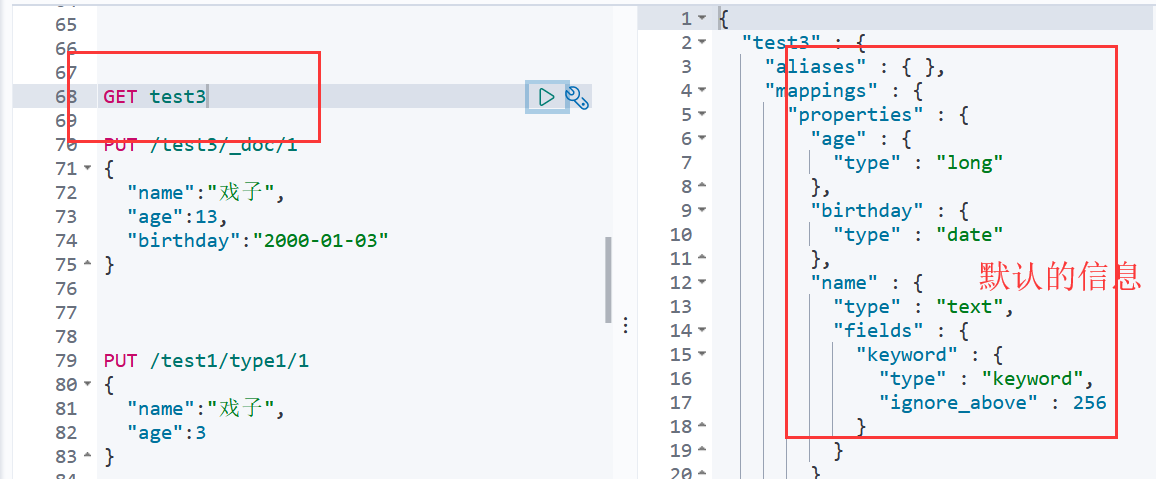 65
66
67
68 GET test3
69
70 PUT /test3/_doc/1
71 {
72 "name":"戏子",
73 "age":13,
74 "birthday":"2000-01-03"
75 }
76
77
78
79 PUT /test1/type1/1
80 {
81 "name":"戏子",
82 "age":3
83 }
1 {
2 "test3" : {
3 "aliases" : { },
4 "mappings" : {
5 "properties" : {
6 "age" : {
7 "type" : "long"
8 },
9 "birthday" : {
10 "type" : "date"
11 },
默认的信息
12 "name" : {
13 "type" : "text",
14 "fields" : {
15 "keyword" : {
16 "type" : "keyword",
17 "ignore_above" : 256
18 }
19 }
20 }